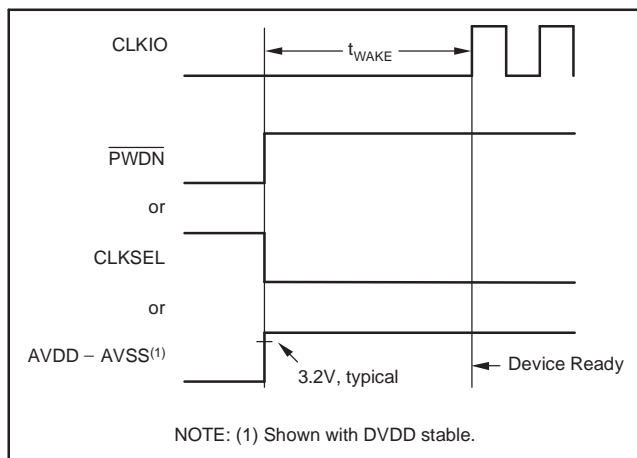 CLKIO
tWAKE
PWDN
or
CLKSEL
or
AVDD – AVSS(1)
3.2V, typical
Device Ready
NOTE: (1) Shown with DVDD stable.